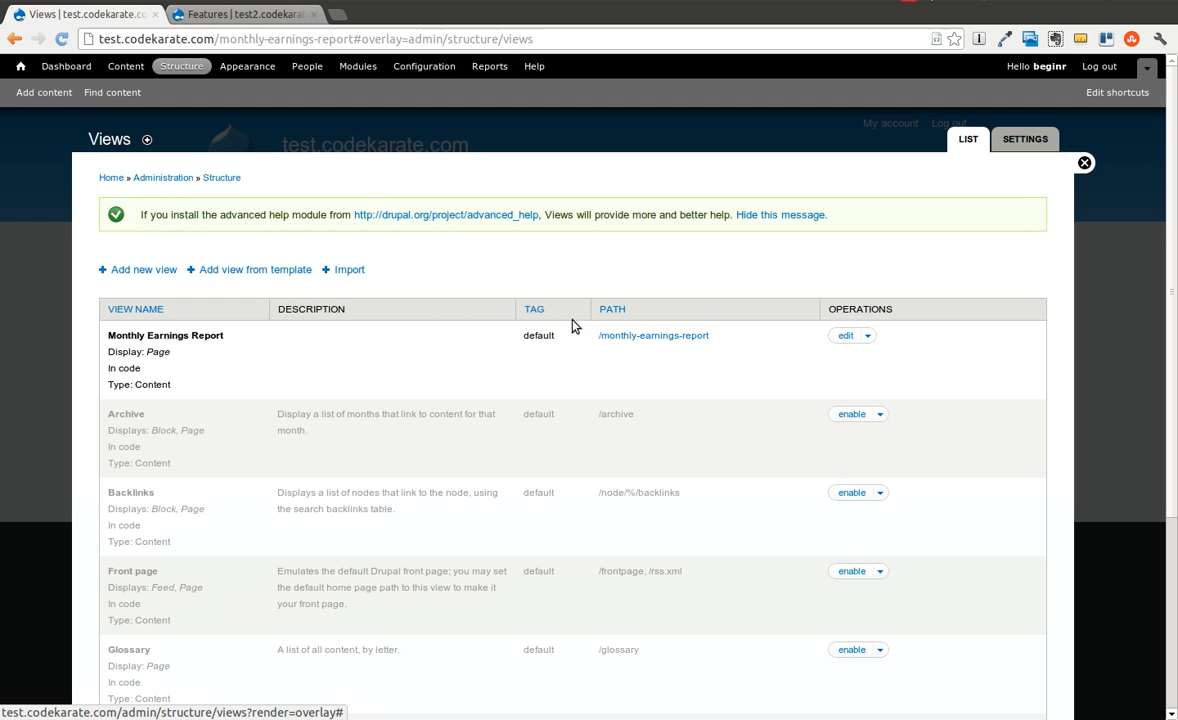 Views | test.codekarate.co
Features | test2.codekarat
test.codekarate.com/monthly-earnings-report#overlay=admin/structure/views
Dashboard Content Structure Appearance People Modules Configuration Reports Help Hello beginr Log out
Add content Find content Edit shortcuts
My account Log out
Views LIST SETTINGS
test.codekarate.com
Home » Administration » Structure
If you install the advanced help module from http://drupal.org/project/advanced_help, Views will provide more and better help. Hide this message.
Add new view Add view from template Import
VIEW NAME DESCRIPTION TAG PATH OPERATIONS
Monthly Earnings Report default /monthly-earnings-report edit
Display: Page
In code
Type: Content
Archive Display a list of months that link to content for that default /archive enable
Displays: Block, Page month.
In code
Type: Content
Backlinks Displays a list of nodes that link to the node, using default /node/%/backlinks enable
Displays: Block, Page the search backlinks table.
In code
Type: Content
Front page Emulates the default Drupal front page; you may set default /frontpage, /rss.xml enable
Displays: Feed, Page the default home page path to this view to make it
In code your front page.
Type: Content
Glossary A list of all content, by letter. default /glossary enable
Display: Page
In code
Type: Content
test.codekarate.com/admin/structure/views?render=overlay#